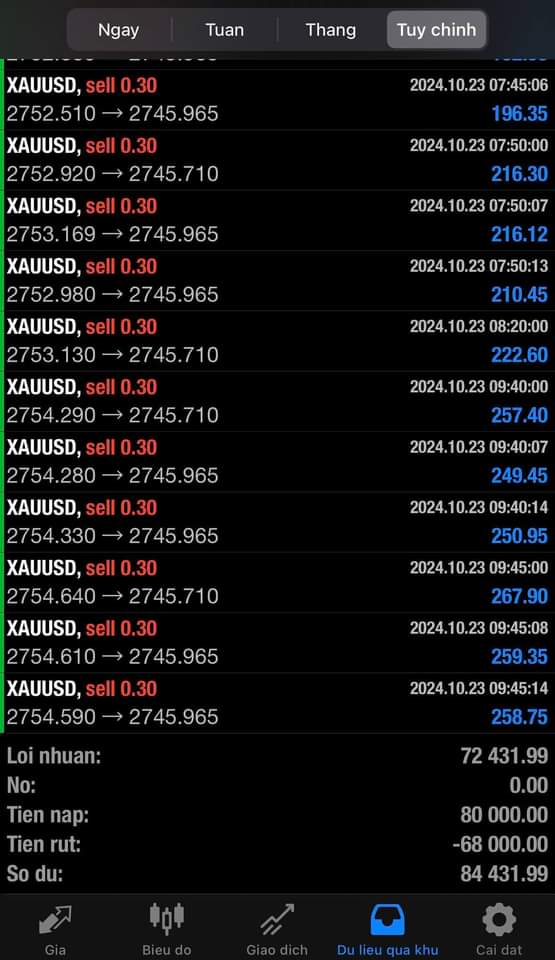 Ngay Tuan Thang Tuy chinh
XAUUSD, sell 0.30 2024.10.23 07:45:06
2752.510 → 2745.965 196.35
XAUUSD, sell 0.30 2024.10.23 07:50:00
2752.920 → 2745.710 216.30
XAUUSD, sell 0.30 2024.10.23 07:50:07
2753.169 → 2745.965 216.12
XAUUSD, sell 0.30 2024.10.23 07:50:13
2752.980 → 2745.965 210.45
XAUUSD, sell 0.30 2024.10.23 08:20:00
2753.130 → 2745.710 222.60
XAUUSD, sell 0.30 2024.10.23 09:40:00
2754.290 → 2745.710 257.40
XAUUSD, sell 0.30 2024.10.23 09:40:07
2754.280 → 2745.965 249.45
XAUUSD, sell 0.30 2024.10.23 09:40:14
2754.330 → 2745.965 250.95
XAUUSD, sell 0.30 2024.10.23 09:45:00
2754.640 → 2745.710 267.90
XAUUSD, sell 0.30 2024.10.23 09:45:08
2754.610 → 2745.965 259.35
XAUUSD, sell 0.30 2024.10.23 09:45:14
2754.590 → 2745.965 258.75
Loi nhuan: 72 431.99
No: 0.00
Tien nap: 80 000.00
Tien rut: -68 000.00
So du: 84 431.99
Gia Bieu do Giao dich Du lieu qua khu Cai dat